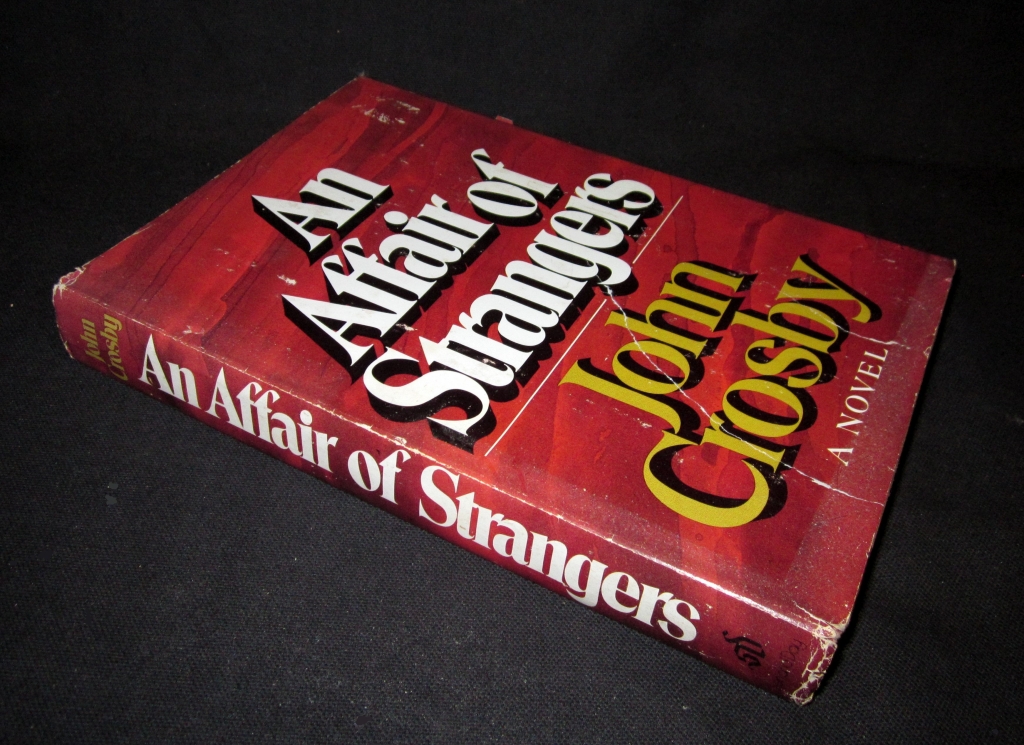 An
Affair of
Strangers
John
Crosby
A NOVEL
John
Crosby
An Affair of Strangers